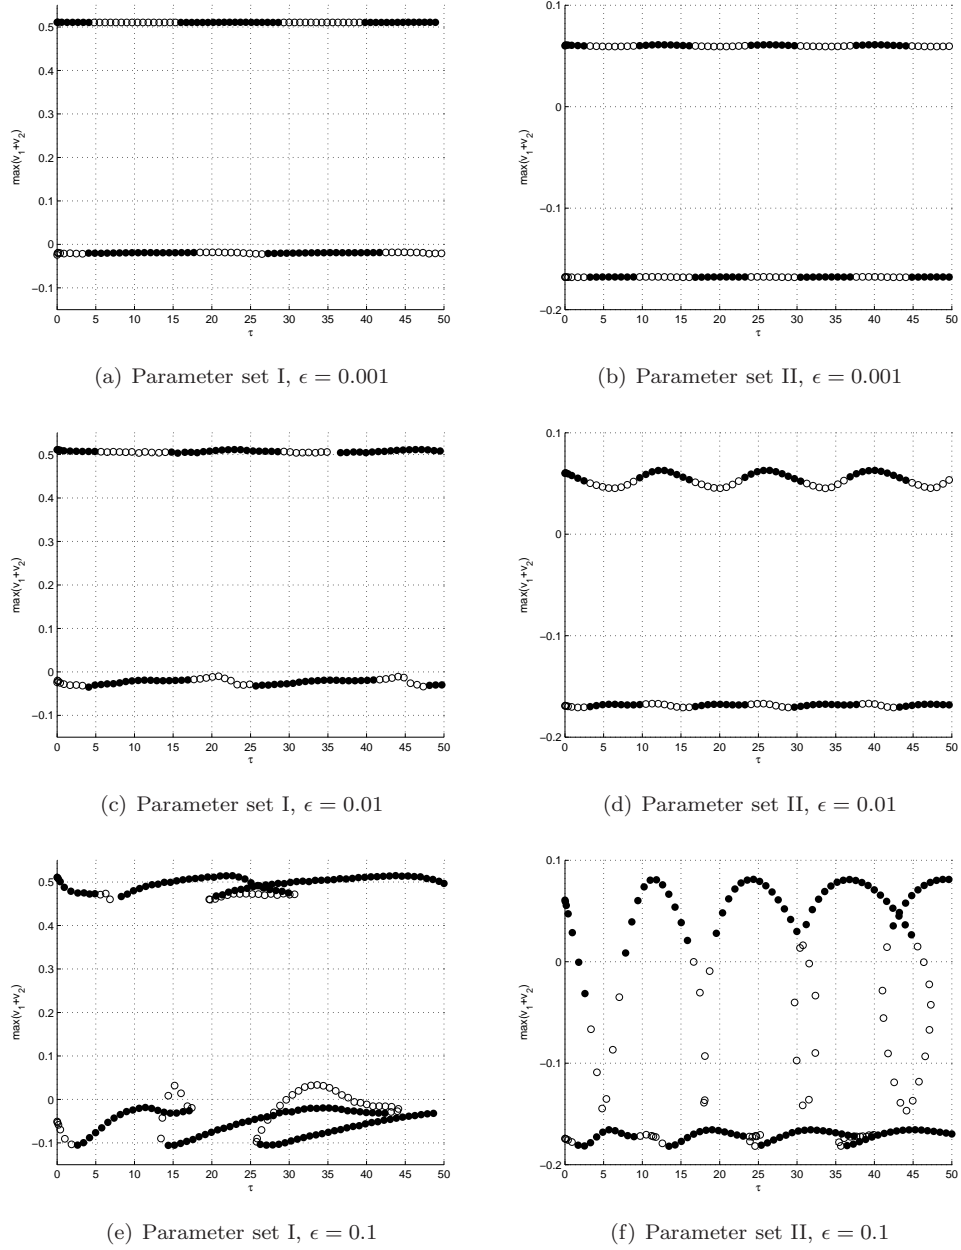 0.5
0.4
0.3
0.2
0.1
0
−0.1
max(v₁+v₂)
0 5 10 15 20 25 30 35 40 45 50
τ
(a) Parameter set I, ϵ = 0.001
0.1
0
−0.1
−0.2
max(v₁+v₂)
0 5 10 15 20 25 30 35 40 45 50
τ
(b) Parameter set II, ϵ = 0.001
0.5
0.4
0.3
0.2
0.1
0
−0.1
max(v₁+v₂)
0 5 10 15 20 25 30 35 40 45 50
τ
(c) Parameter set I, ϵ = 0.01
0.1
0
−0.1
−0.2
max(v₁+v₂)
0 5 10 15 20 25 30 35 40 45 50
τ
(d) Parameter set II, ϵ = 0.01
0.5
0.4
0.3
0.2
0.1
0
−0.1
max(v₁+v₂)
0 5 10 15 20 25 30 35 40 45 50
τ
(e) Parameter set I, ϵ = 0.1
0.1
0
−0.1
−0.2
max(v₁+v₂)
0 5 10 15 20 25 30 35 40 45 50
τ
(f) Parameter set II, ϵ = 0.1